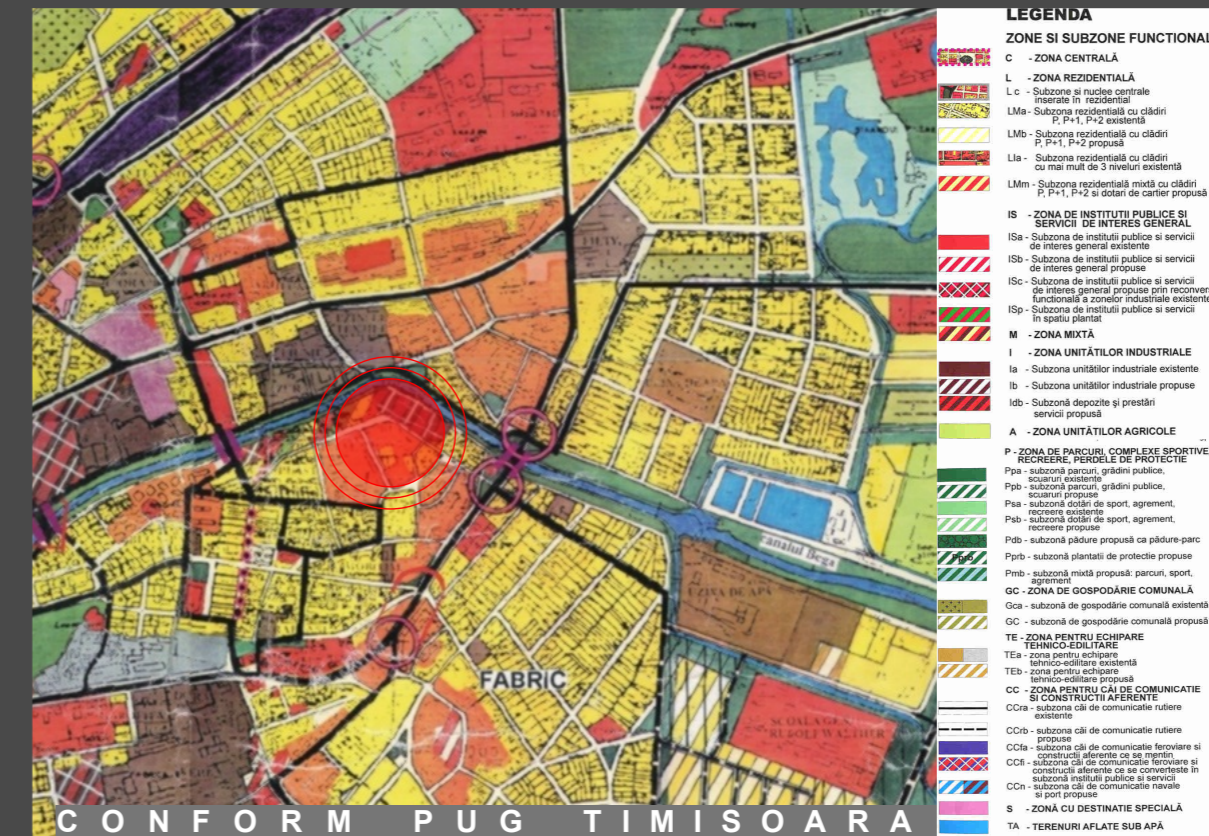 LEGENDA
ZONE SI SUBZONE FUNCTIONAL
C - ZONA CENTRALĂ
L - ZONA REZIDENTIALĂ
L c - Subzone si nuclee centrale
inserate în rezidential
LMa - Subzona rezidentială cu clădiri
P, P+1, P+2 existentă
LMb - Subzona rezidentială cu clădiri
P, P+1, P+2 propusă
LIa - Subzona rezidentială cu clădiri
cu mai mult de 3 niveluri existentă
LMm - Subzona rezidentială mixtă cu clădiri
P, P+1, P+2 si dotari de cartier propusă
IS - ZONA DE INSTITUTII PUBLICE SI
SERVICII DE INTERES GENERAL
ISa - Subzona de institutii publice si servicii
de interes general existente
ISb - Subzona de institutii publice si servicii
de interes general propuse
ISc - Subzona de institutii publice si servicii
de interes general propuse prin reconver
functională a zonelor industriale existente
ISp - Subzona de institutii publice si servicii
în spatiu plantat
M - ZONA MIXTĂ
I - ZONA UNITĂTILOR INDUSTRIALE
Ia - Subzona unitătilor industriale existente
Ib - Subzona unitătilor industriale propuse
Idb - Subzonă depozite şi prestări
servicii propusă
A - ZONA UNITĂTILOR AGRICOLE
P - ZONA DE PARCURI, COMPLEXE SPORTIVE
RECREERE, PERDELE DE PROTECTIE
Ppa - subzonă parcuri, grădini publice,
scuaruri existente
Ppb - subzonă parcuri, grădini publice,
scuaruri propuse
Psa - subzonă dotări de sport, agrement,
recreere existente
Psb - subzonă dotări de sport, agrement,
recreere propuse
Pdb - subzonă pădure propusă ca pădure-parc
Pprb
Pprb - subzonă plantatii de protectie propuse
Pmb - subzonă mixtă propusă: parcuri, sport,
agrement
GC - ZONA DE GOSPODĂRIE COMUNALĂ
Gca - subzonă de gospodărie comunală existentă
GC - subzonă de gospodărie comunală propusă
TE - ZONA PENTRU ECHIPARE
TEHNICO-EDILITARE
TEa - zona pentru echipare
tehnico-edilitare existentă
TEb - zona pentru echipare
tehnico-edilitare propusă
CC - ZONA PENTRU CĂI DE COMUNICATIE
SI CONSTRUCTII AFERENTE
CCra - subzona căi de comunicatie rutiere
existente
CCrb - subzona căi de comunicatie rutiere
propuse
CCfa - subzona căi de comunicatie feroviare si
constructii aferente ce se mentin
CCfi - subzona căi de comunicatie feroviare si
constructii aferente ce se converteste în
subzonă institutii publice si servicii
CCn - subzona căi de comunicatie navale
si port propuse
S - ZONĂ CU DESTINATIE SPECIALĂ
TA - TERENURI AFLATE SUB APĂ
canalul Bega
UZINA DE APĂ
FABRIC
RUDOLF WALTHER
CONFORM PUG TIMISOARA